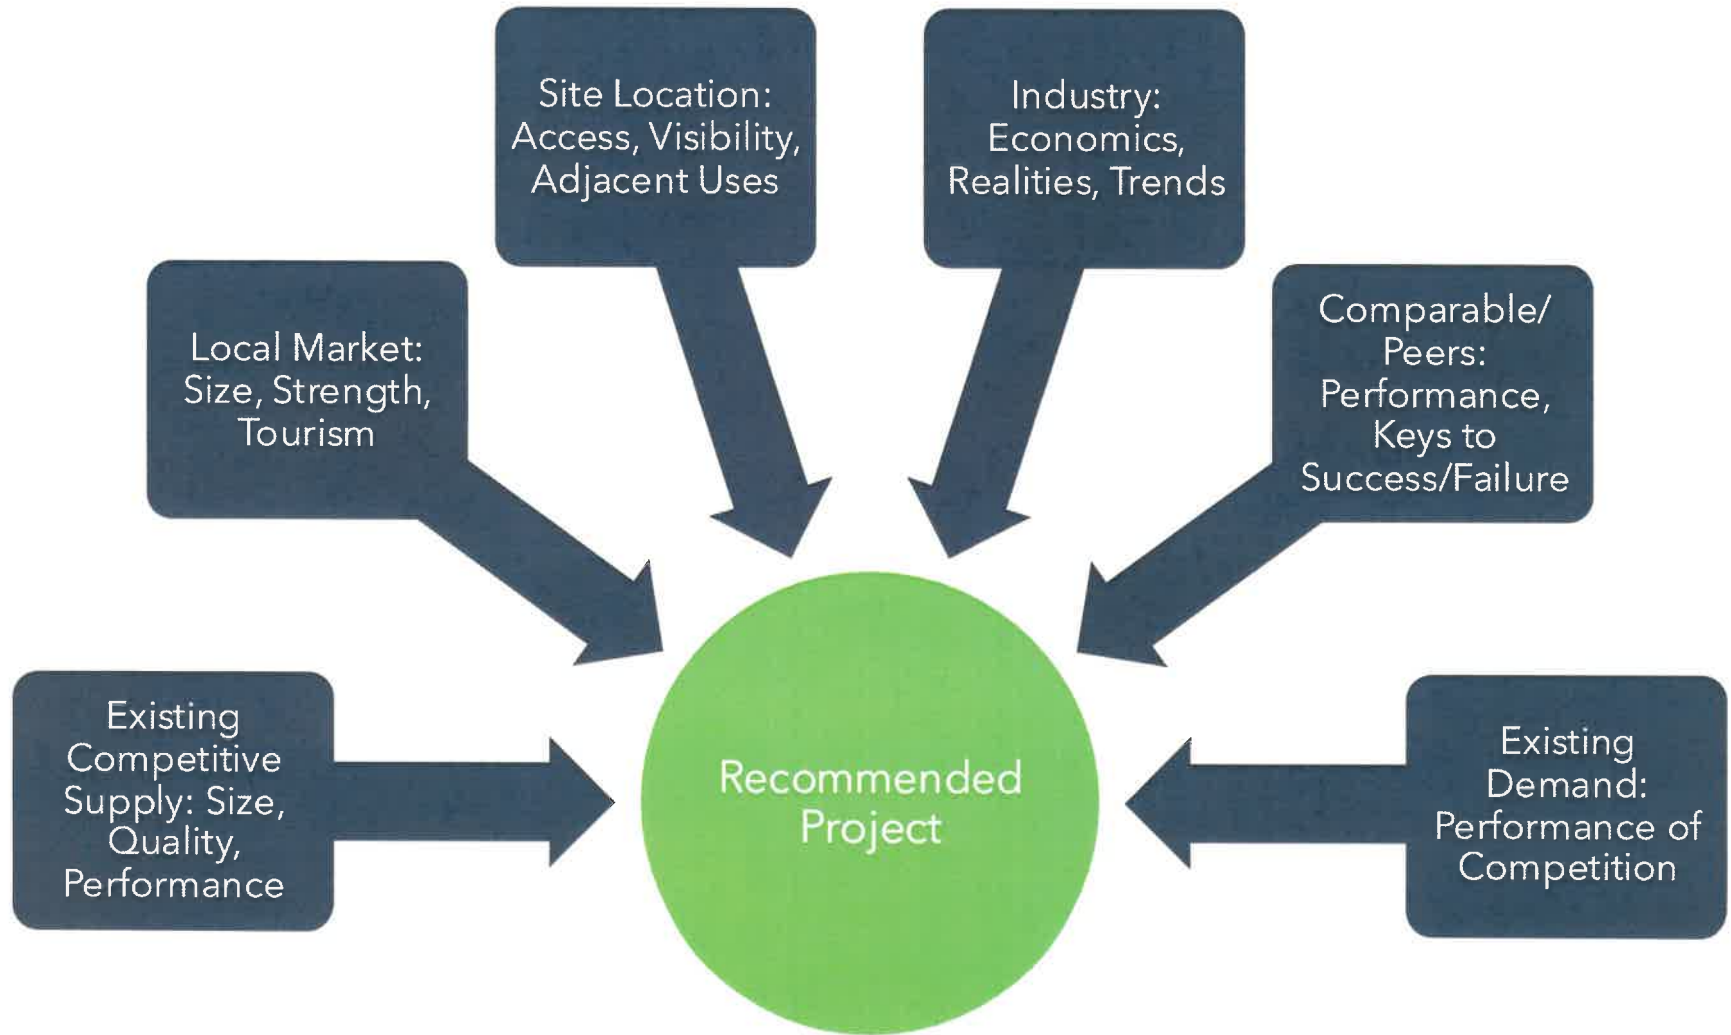 Site Location:
Access, Visibility,
Adjacent Uses
Industry:
Economics,
Realities, Trends
Local Market:
Size, Strength,
Tourism
Comparable/
Peers:
Performance,
Keys to
Success/Failure
Existing
Competitive
Supply: Size,
Quality,
Performance
Recommended
Project
Existing
Demand:
Performance of
Competition